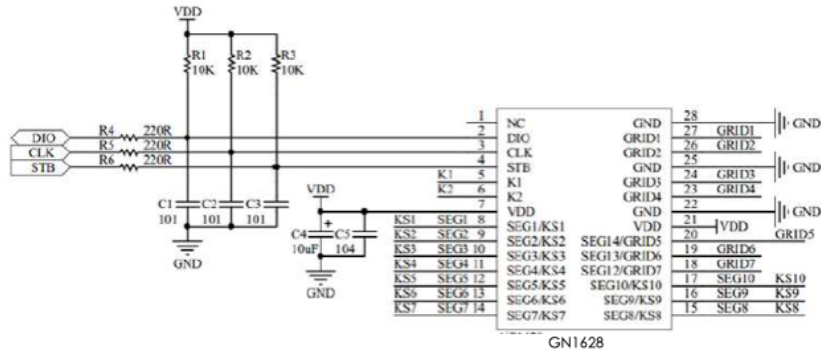 VDD
R1 R2 R3
10K 10K 10K
DIO R4 220R
CLK R5 220R
STB R6 220R
C1 C2 C3
101 101 101
GND
VDD
C4 C5
10uF 104
GND
K1
K2
KS1 SEG1
KS2 SEG2
KS3 SEG3
KS4 SEG4
KS5 SEG5
KS6 SEG6
KS7 SEG7
1 NC GND 28 GND
2 DIO GRID1 27 GRID1
3 CLK GRID2 26 GRID2
4 STB GND 25 GND
5 K1 GRID3 24 GRID3
6 K2 GRID4 23 GRID4
7 VDD GND 22 GND
8 SEG1/KS1 VDD 21 VDD
9 SEG2/KS2 SEG14/GRID5 20 GRID5
10 SEG3/KS3 SEG13/GRID6 19 GRID6
11 SEG4/KS4 SEG12/GRID7 18 GRID7
12 SEG5/KS5 SEG10/KS10 17 SEG10 KS10
13 SEG6/KS6 SEG9/KS9 16 SEG9 KS9
14 SEG7/KS7 SEG8/KS8 15 SEG8 KS8
GN1628